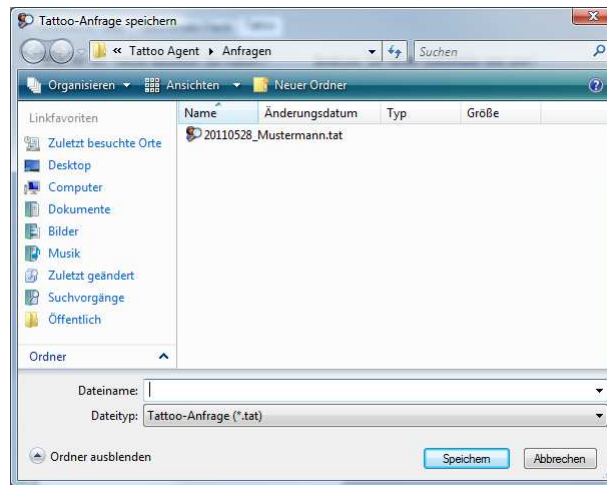 Tattoo-Anfrage speichern
« Tattoo Agent Anfragen Suchen
Organisieren Ansichten Neuer Ordner
Linkfavoriten
Name Änderungsdatum Typ Größe
20110528_Mustermann.tat
Zuletzt besuchte Orte
Desktop
Computer
Dokumente
Bilder
Musik
Zuletzt geändert
Suchvorgänge
Öffentlich
Ordner
Dateiname:
Dateityp: Tattoo-Anfrage (*.tat)
Ordner ausblenden Speichern Abbrechen